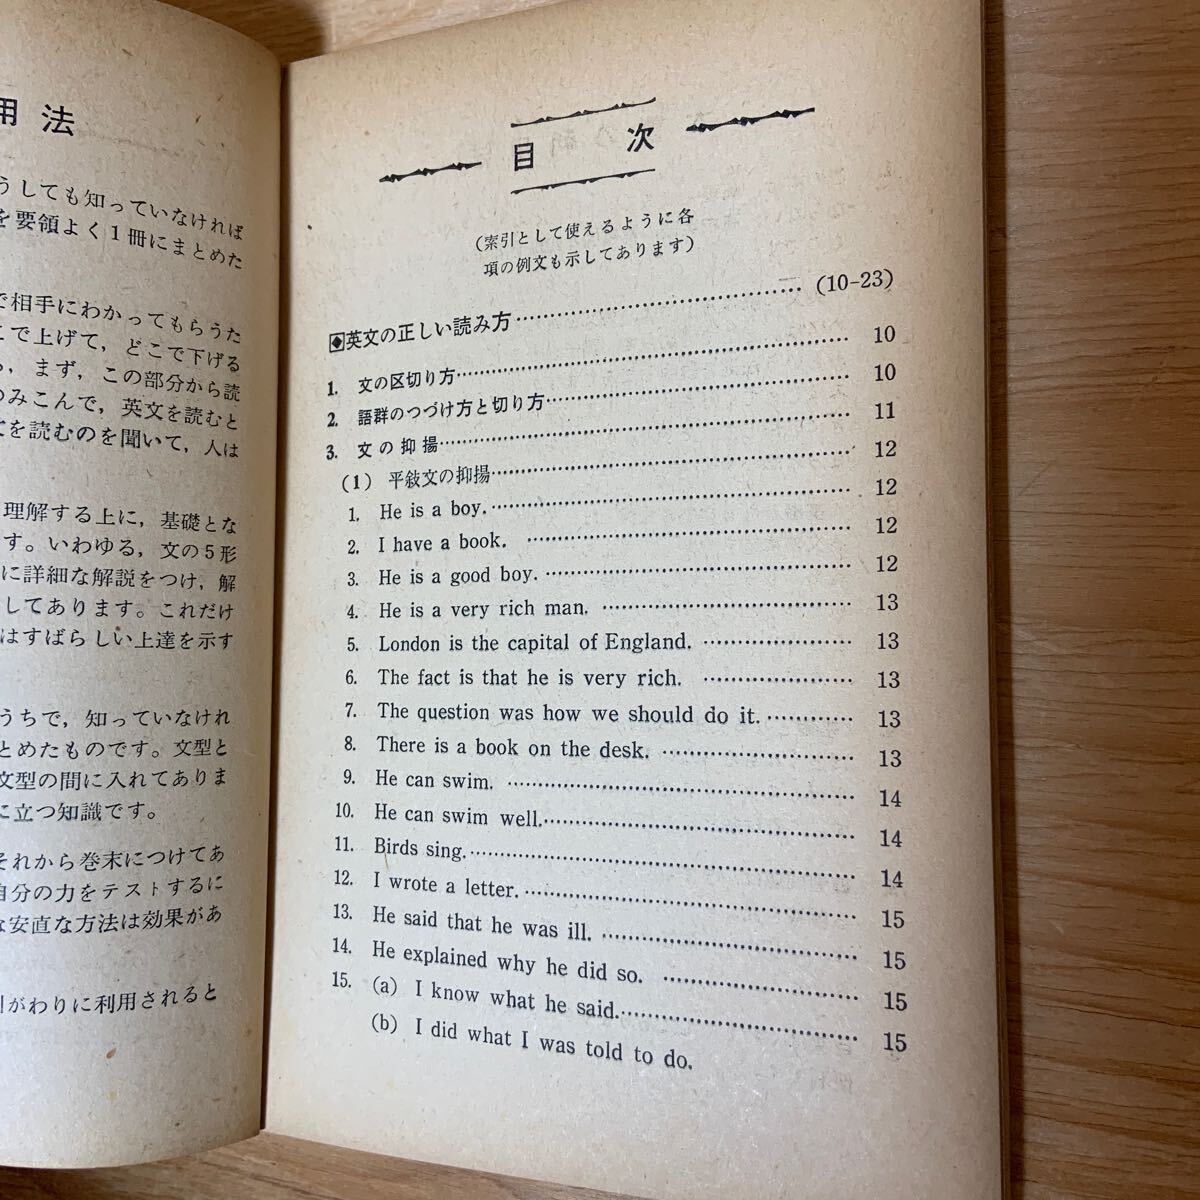 用法
うしても知っていなければ
を要領よく1冊にまとめた
で相手にわかってもらうた
こで上げて，どこで下げる
ら，まず，この部分から読
のみこんで，英文を読むと
文を読むのを聞いて，人は
理解する上に，基礎とな
す。いわゆる，文の5形
に詳細な解説をつけ，解
してあります。これだけ
はすばらしい上達を示す
うちで，知っていなけれ
とめたものです。文型と
文型の間に入れてありま
に立つ知識です。
それから巻末につけてあ
自分の力をテストするに
な安直な方法は効果があ
がわりに利用されると
目次
（索引として使えるように各
項の例文も示してあります）
◆英文の正しい読み方………(10-23)
1. 文の区切り方………10
2. 語群のつづけ方と切り方………10
3. 文の抑揚………11
(1) 平叙文の抑揚………12
1. He is a boy.………12
2. I have a book.………12
3. He is a good boy.………12
4. He is a very rich man.………13
5. London is the capital of England.………13
6. The fact is that he is very rich.………13
7. The question was how we should do it.………13
8. There is a book on the desk.………13
9. He can swim.………14
10. He can swim well.………14
11. Birds sing.………14
12. I wrote a letter.………15
13. He said that he was ill.………15
14. He explained why he did so.………15
15. (a) I know what he said.………15
(b) I did what I was told to do.